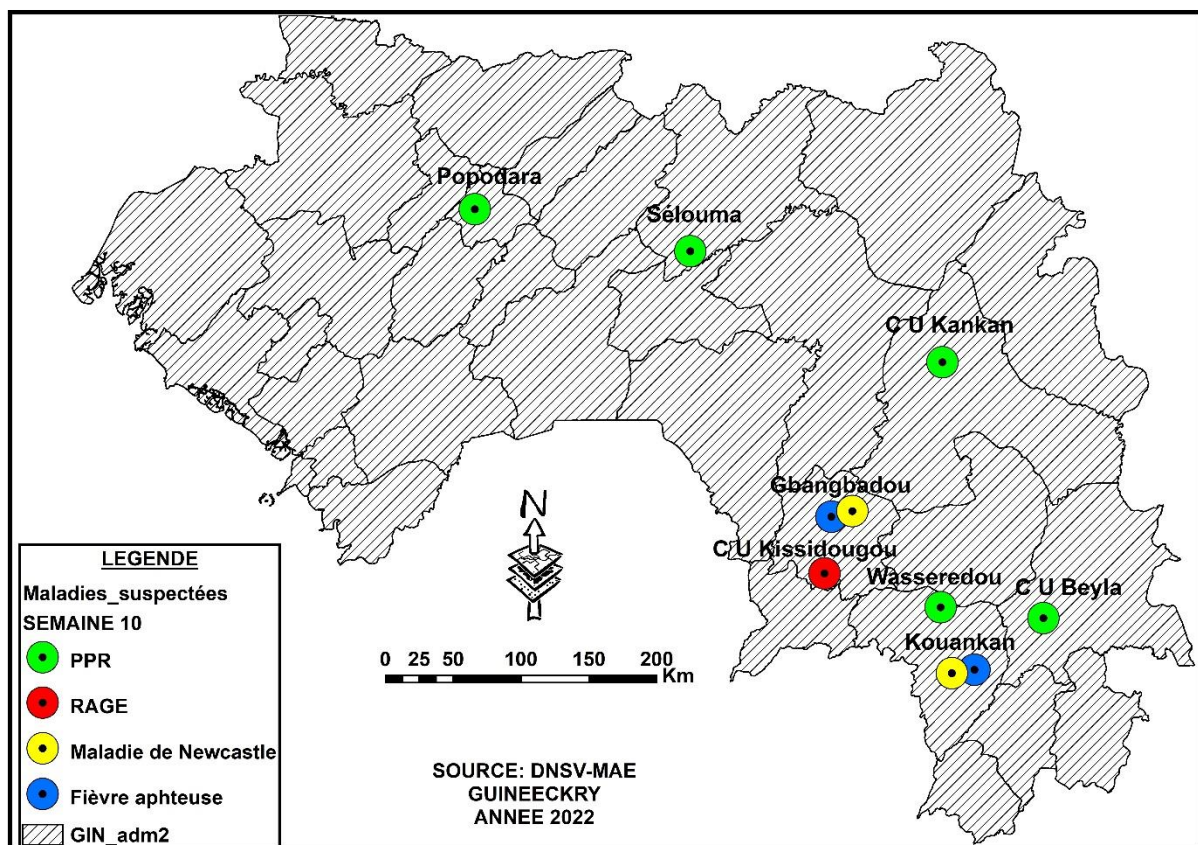 Popodara
Sélouma
C U Kankan
Gbangbadou
C U Kissidougou
Wasseredou
C U Beyla
Kouankan
N
0 25 50 100 150 200
Km
LEGENDE
Maladies_suspectées
SEMAINE 10
PPR
RAGE
Maladie de Newcastle
Fièvre aphteuse
GIN_adm2
SOURCE: DNSV-MAE
GUINEECKRY
ANNEE 2022